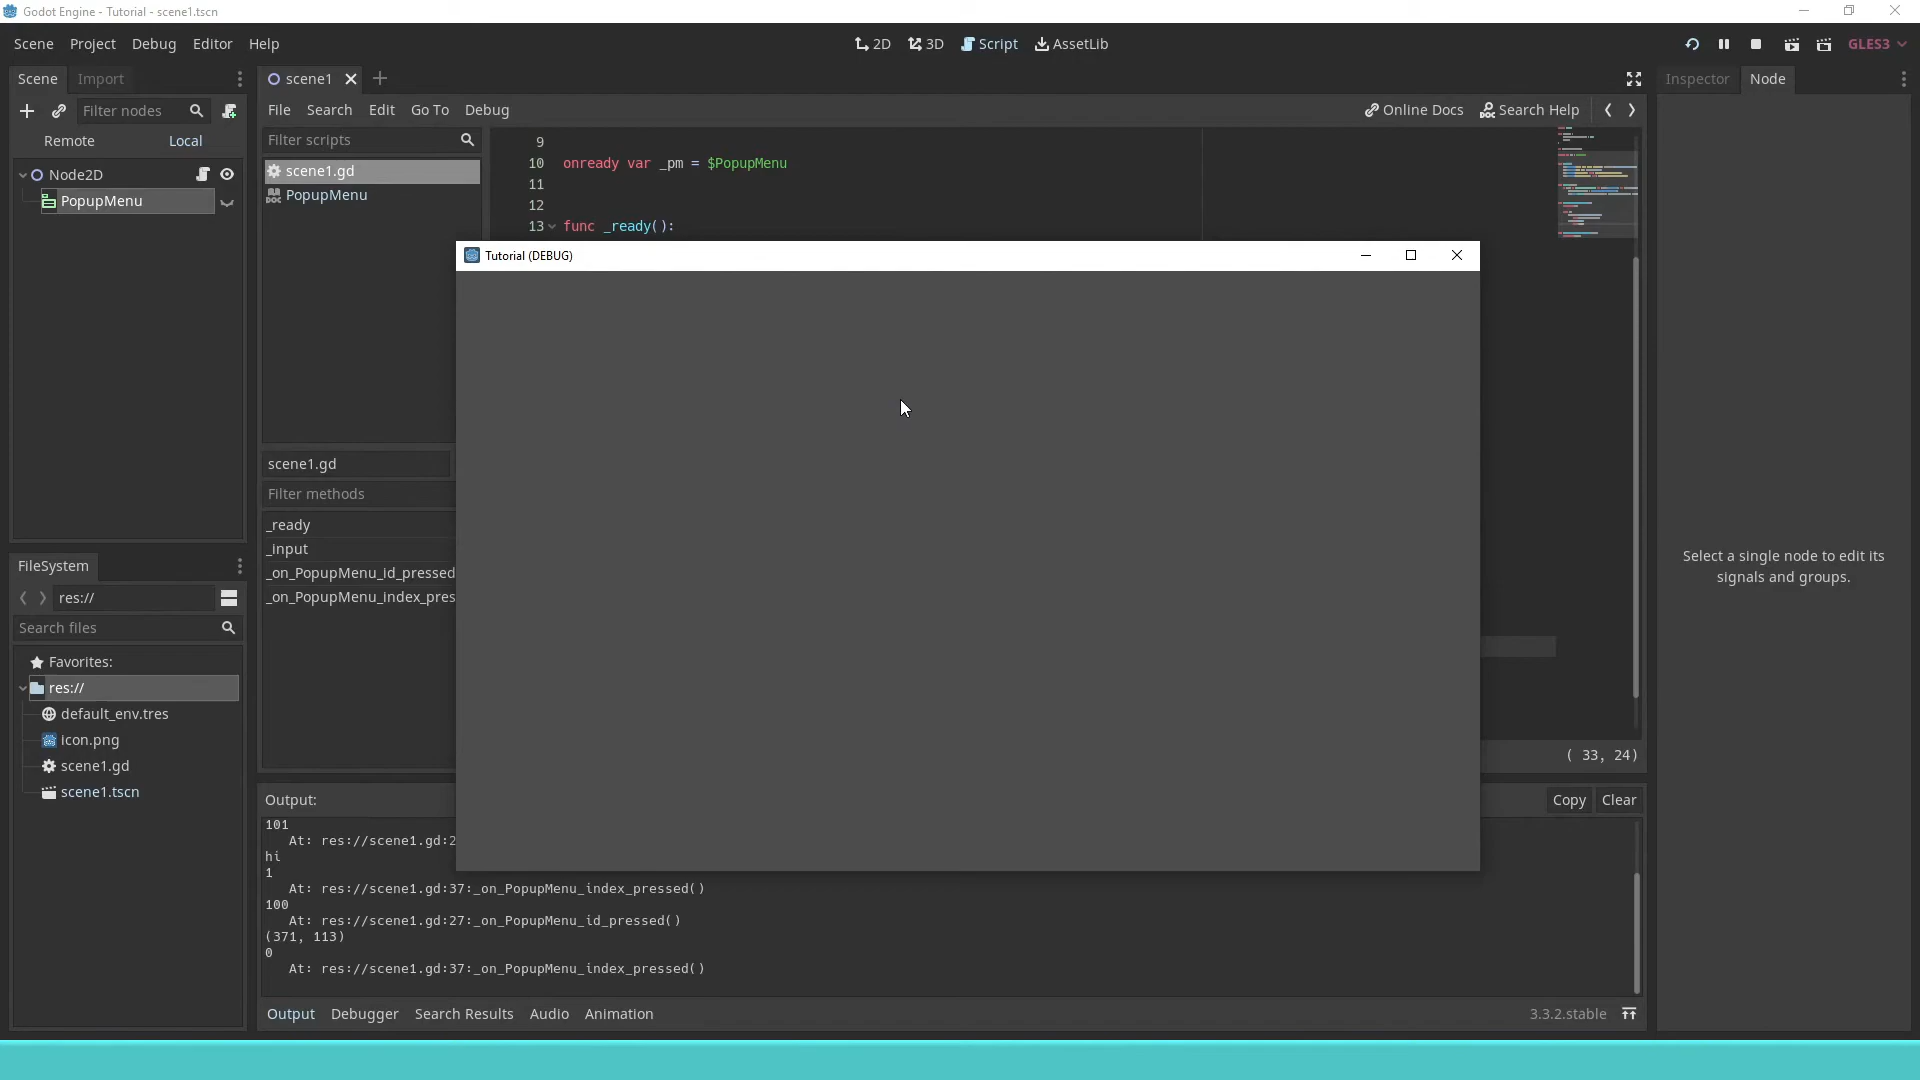 Godot Engine - Tutorial - scene1.tscn
Scene Project Debug Editor Help
2D 3D Script AssetLib
GLES3
Scene Import
scene1
Inspector Node
Filter nodes
File Search Edit Go To Debug
Online Docs Search Help
Remote Local
Filter scripts
Node2D
PopupMenu
scene1.gd
PopupMenu
9
10 onready var _pm = $PopupMenu
11
12
13 func _ready():
Tutorial (DEBUG)
scene1.gd
Filter methods
_ready
_input
_on_PopupMenu_id_pressed
_on_PopupMenu_index_pres
Select a single node to edit its
signals and groups.
FileSystem
res://
Search files
Favorites:
res://
default_env.tres
icon.png
scene1.gd
scene1.tscn
( 33, 24)
Output:
Copy Clear
101
At: res://scene1.gd:2
hi
1
At: res://scene1.gd:37:_on_PopupMenu_index_pressed()
100
At: res://scene1.gd:27:_on_PopupMenu_id_pressed()
(371, 113)
0
At: res://scene1.gd:37:_on_PopupMenu_index_pressed()
Output Debugger Search Results Audio Animation
3.3.2.stable